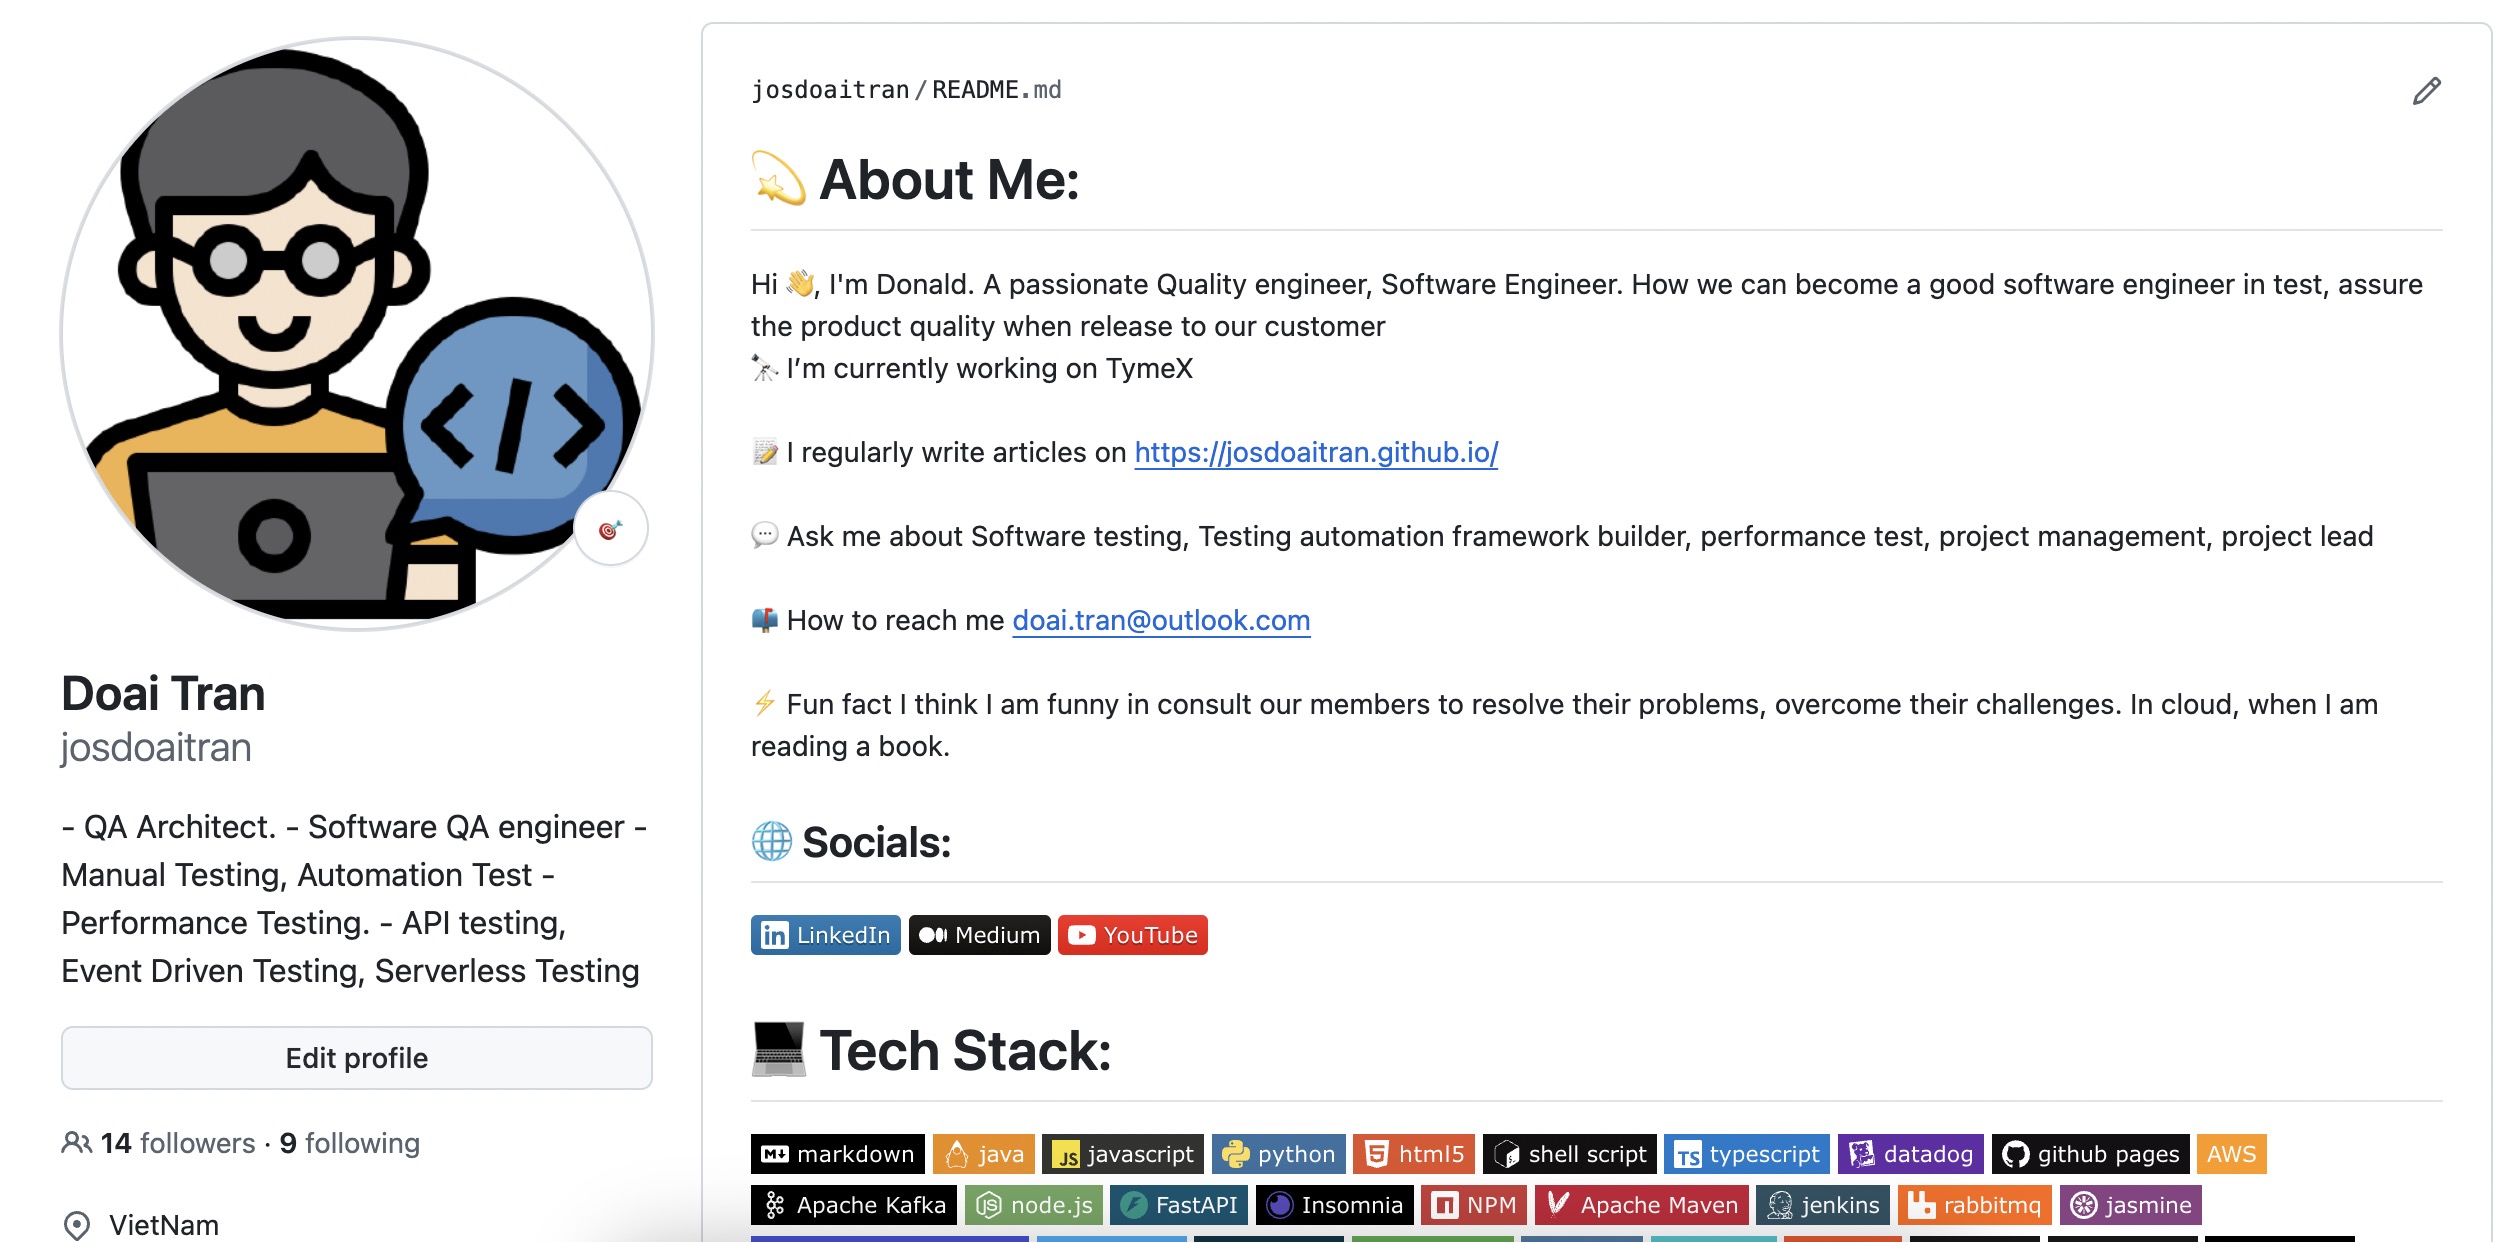 josdoaitran/README.md
About Me:
Hi 👋, I'm Donald. A passionate Quality engineer, Software Engineer. How we can become a good software engineer in test, assure
the product quality when release to our customer
🔭 I’m currently working on TymeX
📝 I regularly write articles on https://josdoaitran.github.io/
💬 Ask me about Software testing, Testing automation framework builder, performance test, project management, project lead
📫 How to reach me doai.tran@outlook.com
⚡ Fun fact I think I am funny in consult our members to resolve their problems, overcome their challenges. In cloud, when I am
reading a book.
Socials:
LinkedIn Medium YouTube
Tech Stack:
markdown java JS javascript python html5 shell script TS typescript datadog github pages AWS
Apache Kafka node.js FastAPI Insomnia NPM Apache Maven jenkins rabbitmq jasmine
</>
Doai Tran
josdoaitran
- QA Architect. - Software QA engineer -
Manual Testing, Automation Test -
Performance Testing. - API testing,
Event Driven Testing, Serverless Testing
Edit profile
14 followers · 9 following
VietNam